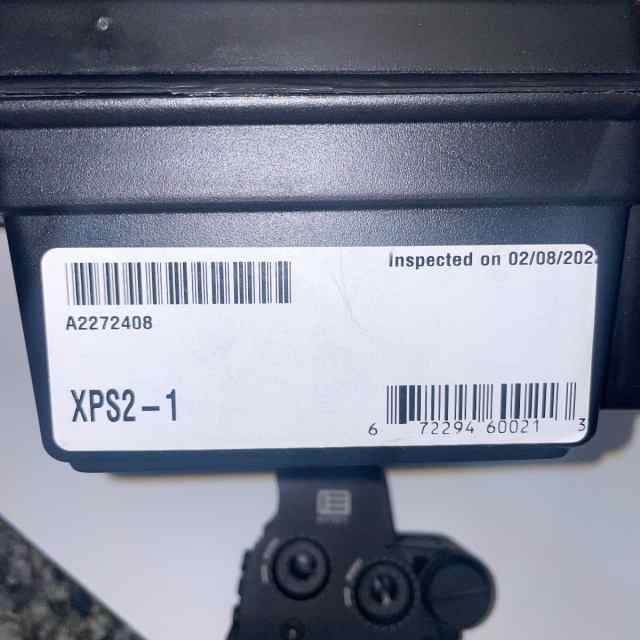 Inspected on 02/08/202
A2272408
XPS2-1
6 72294 60021 3